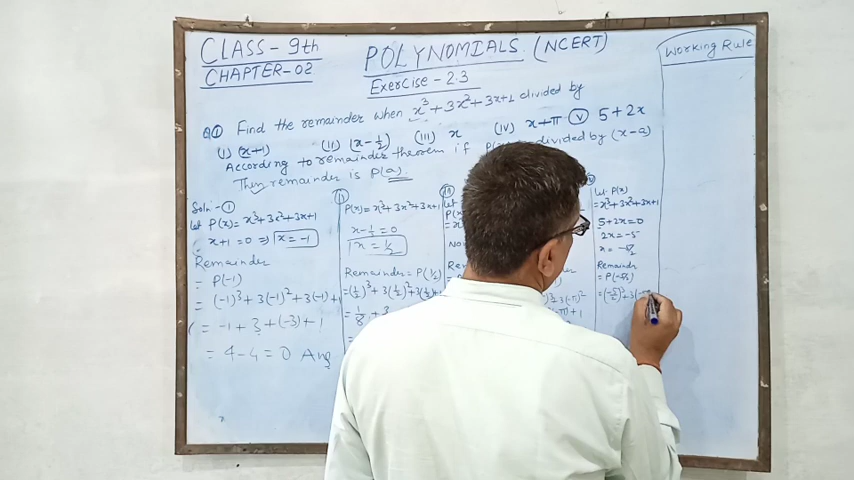 CLASS-9th
CHAPTER-02
POLYNOMIALS (NCERT)
Exercise-2.3
Working Rule
Q① Find the remainder when x³+3x²+3x+1 divided by
(I) (x+1) (II) (x-1/2) (III) x (IV) x+π (V) 5+2x
According to remainder theorem if divided by (x-a)
Then remainder is P(a)
Soln-①
Let P(x)=x³+3x²+3x+1
x+1=0 ⇒ x=-1
Remainder
= P(-1)
= (-1)³+3(-1)²+3(-1)+1
= -1+3+(-3)+1
= 4-4=0 Ans
P(x)=x³+3x²+3x+1
x-1/2=0
x=1/2
Remainder=P(1/2)
=(1/2)³+3(1/2)²+3(1/2)
=1/8+3
Let
Let P(x)
=x³+3x²+3x+1
5+2x=0
2x=-5
x=-5/2
Remainder
=P(-5/2)
=(-5/2)³+3(-